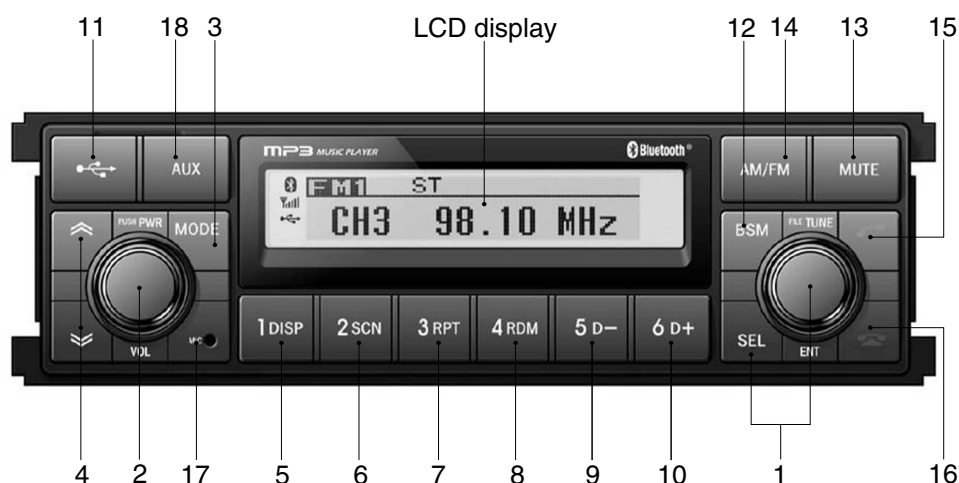 11 18 3 LCD display 12 14 13 15
MP3 MUSIC PLAYER Bluetooth®
AUX AM/FM MUTE
FM1 ST
CH3 98.10 MHz
PUSH PWR MODE BSM FILE TUNE
1 DISP 2 SCN 3 RPT 4 RDM 5 D− 6 D+
VOL MIC SEL ENT
4 2 17 5 6 7 8 9 10 1 16